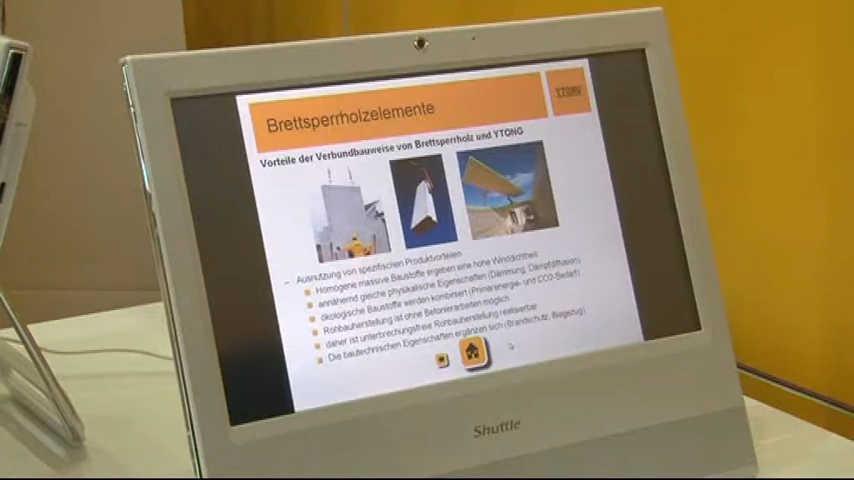 Brettsperrholzelemente
YTONG
Vorteile der Verbundbauweise von Brettsperrholz und YTONG
– Ausnutzung von spezifischen Produktvorteilen
Homogene massive Baustoffe ergeben eine hohe Winddichtheit
annähernd gleiche physikalische Eigenschaften (Dämmung, Dampfdiffusion)
ökologische Baustoffe werden kombiniert (Primärenergie- und CO2-Bedarf)
Rohbauherstellung ist ohne Betonierarbeiten möglich
daher ist unterbrechungsfreie Rohbauherstellung realisierbar
Die bautechnischen Eigenschaften ergänzen sich (Brandschutz, Biegezug)
Shuttle